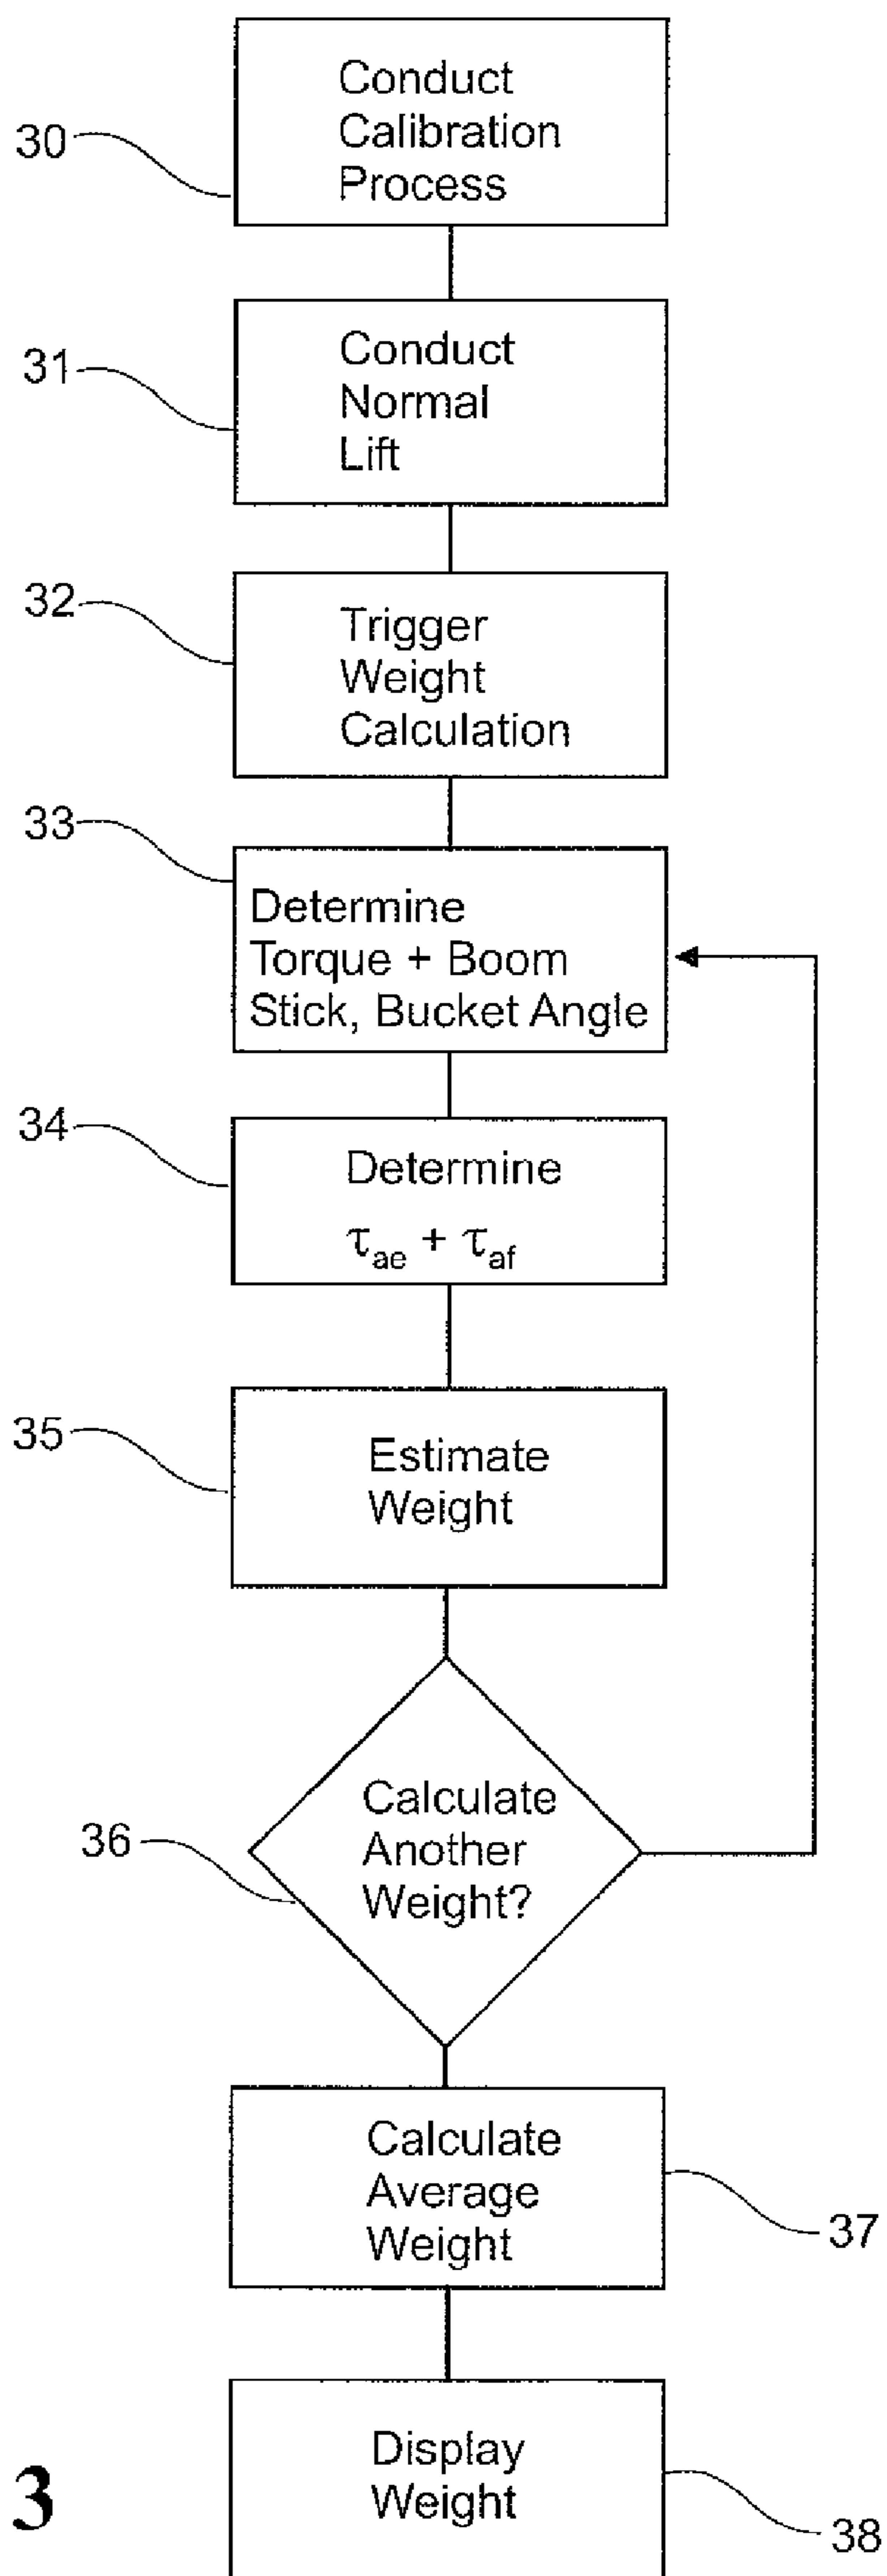 Conduct
Calibration
Process
30
Conduct
Normal
Lift
31
Trigger
Weight
Calculation
32
33
Determine
Torque + Boom
Stick, Bucket Angle
34
Determine
τae + τaf
35
Estimate
Weight
36
Calculate
Another
Weight?
Calculate
Average
Weight
37
Display
Weight
38
3